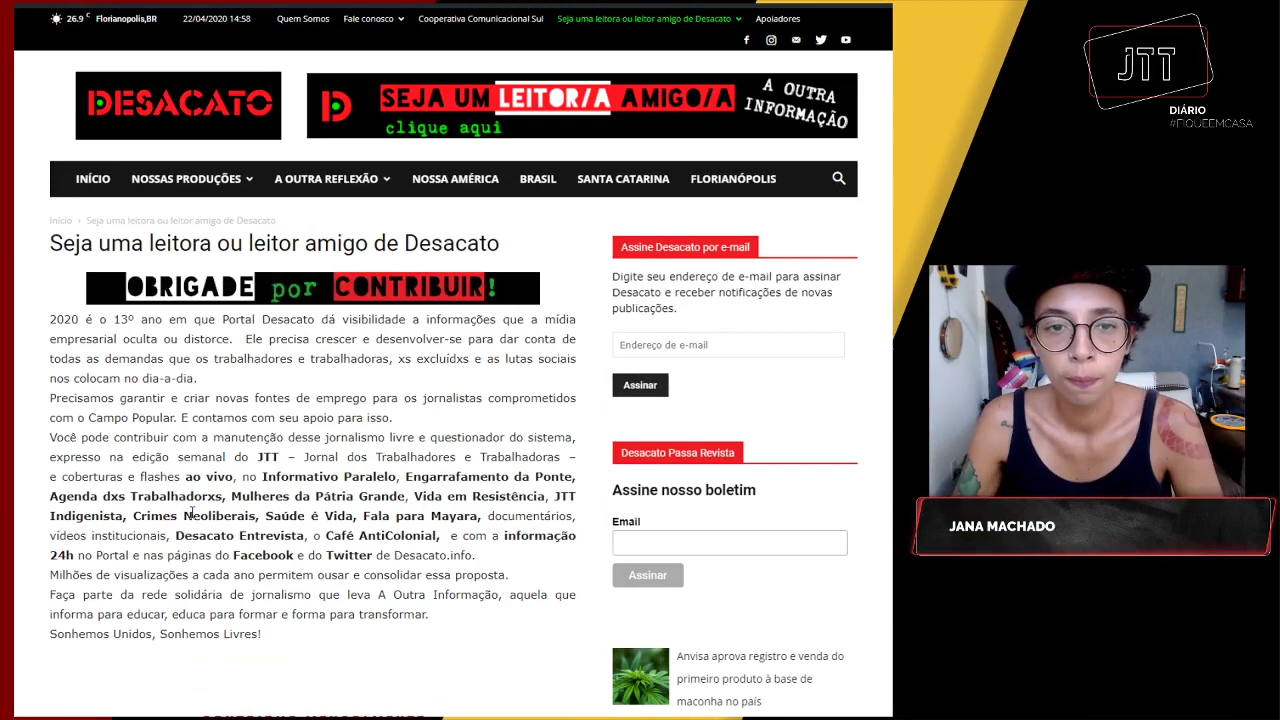 26.9 C Florianopolis,BR 22/04/2020 14:58 Quem Somos Fale conosco Cooperativa Comunicacional Sul Seja uma leitora ou leitor amigo de Desacato Apoiadores
DESACATO
D SEJA UM LEITOR/A AMIGO/A
clique aqui
A OUTRA
INFORMAÇÃO
INÍCIO NOSSAS PRODUÇÕES A OUTRA REFLEXÃO NOSSA AMÉRICA BRASIL SANTA CATARINA FLORIANÓPOLIS
Início › Seja uma leitora ou leitor amigo de Desacato
Seja uma leitora ou leitor amigo de Desacato
OBRIGADE por CONTRIBUIR!
2020 é o 13º ano em que Portal Desacato dá visibilidade a informações que a mídia
empresarial oculta ou distorce. Ele precisa crescer e desenvolver-se para dar conta de
todas as demandas que os trabalhadores e trabalhadoras, xs excluídxs e as lutas sociais
nos colocam no dia-a-dia.
Precisamos garantir e criar novas fontes de emprego para os jornalistas comprometidos
com o Campo Popular. E contamos com seu apoio para isso.
Você pode contribuir com a manutenção desse jornalismo livre e questionador do sistema,
expresso na edição semanal do JTT – Jornal dos Trabalhadores e Trabalhadoras –
e coberturas e flashes ao vivo, no Informativo Paralelo, Engarrafamento da Ponte,
Agenda dxs Trabalhadorxs, Mulheres da Pátria Grande, Vida em Resistência, JTT
Indigenista, Crimes Neoliberais, Saúde é Vida, Fala para Mayara, documentários,
vídeos institucionais, Desacato Entrevista, o Café AntiColonial, e com a informação
24h no Portal e nas páginas do Facebook e do Twitter de Desacato.info.
Milhões de visualizações a cada ano permitem ousar e consolidar essa proposta.
Faça parte da rede solidária de jornalismo que leva A Outra Informação, aquela que
informa para educar, educa para formar e forma para transformar.
Sonhemos Unidos, Sonhemos Livres!
Assine Desacato por e-mail
Digite seu endereço de e-mail para assinar
Desacato e receber notificações de novas
publicações.
Endereço de e-mail
Assinar
Desacato Passa Revista
Assine nosso boletim
Email
Assinar
Anvisa aprova registro e venda do
primeiro produto à base de
maconha no país
JTT
DIÁRIO
#FIQUEEMCASA
JANA MACHADO